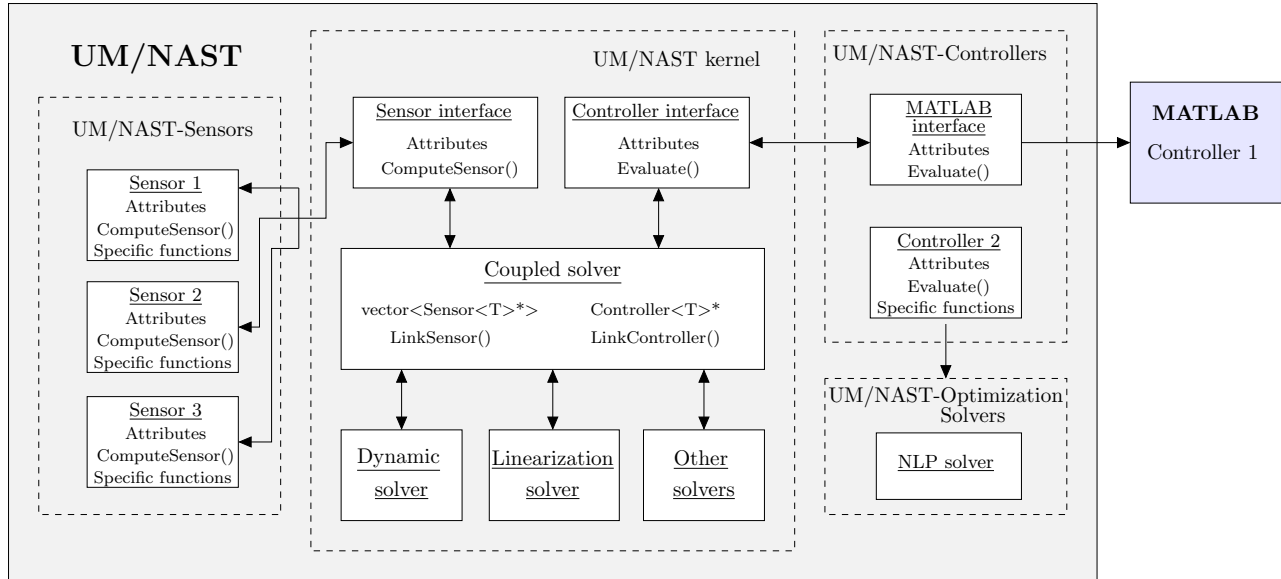 UM/NAST
UM/NAST-Sensors
Sensor 1
Attributes
ComputeSensor()
Specific functions
Sensor 2
Attributes
ComputeSensor()
Specific functions
Sensor 3
Attributes
ComputeSensor()
Specific functions
UM/NAST kernel
Sensor interface
Attributes
ComputeSensor()
Controller interface
Attributes
Evaluate()
Coupled solver
vector<Sensor<T>*>
LinkSensor()
Controller<T>*
LinkController()
Dynamic
solver
Linearization
solver
Other
solvers
UM/NAST-Controllers
MATLAB
interface
Attributes
Evaluate()
Controller 2
Attributes
Evaluate()
Specific functions
UM/NAST-Optimization
Solvers
NLP solver
MATLAB
Controller 1